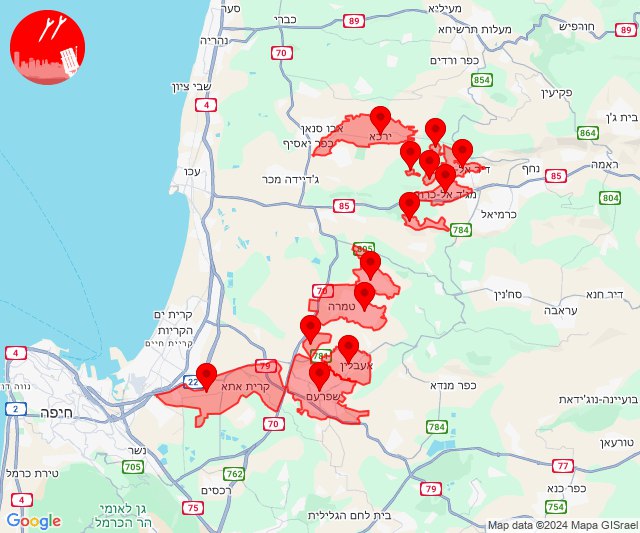 סער
כברי
מעיליא
89
חורפיש
89
נהריה
70
מעלות תרשיחא
כפר ורדים
שבי ציון
854
פקיעין
4
בית ג'ן
אבו סנאן
ירכא
864
כפר יאסיף
ראמה
נחף
עכו
ג'דיידה מכר
85
מג'ד אל-כרום
804
85
כרמיאל
784
805
70
סח'נין
דיר חנא
טמרה
עראבה
קרית ים
הקריות
קרית חיים
4
781
79
אעבלין
22
קרית אתא
כפר מנדא
שפרעם
בועיינה-נוג'ידאת
2
חיפה
70
נשר
טורעאן
705
77
טירת כרמל
762
79
רכסים
כפר כנא
4
75
גן לאומי
הר הכרמל
754
בית לחם הגלילית
Google
Map data ©2024 Mapa GISrael